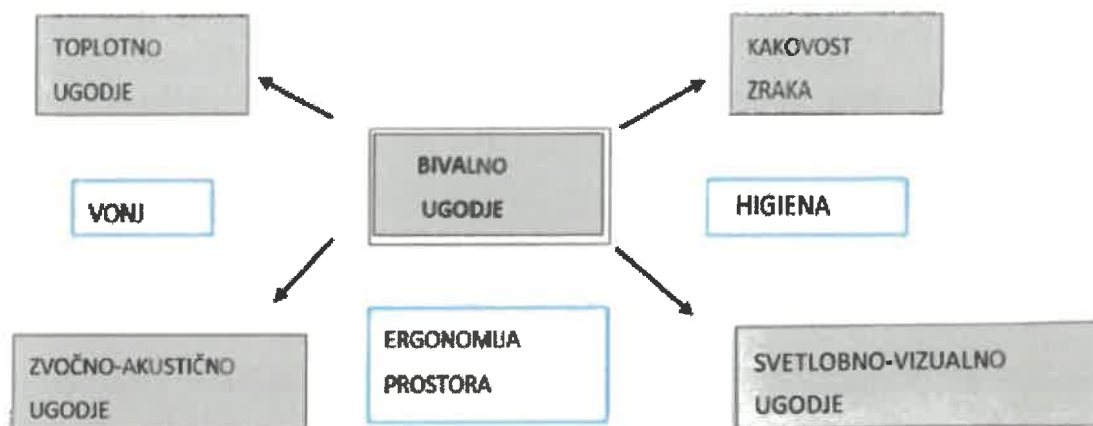 TOPLOTNO
UGODJE
KAKOVOST
ZRAKA
BIVALNO
UGODJE
VONJ
HIGIENA
ERGONOMIJA
PROSTORA
ZVOČNO-AKUSTIČNO
UGODJE
SVETLOBNO-VIZUALNO
UGODJE